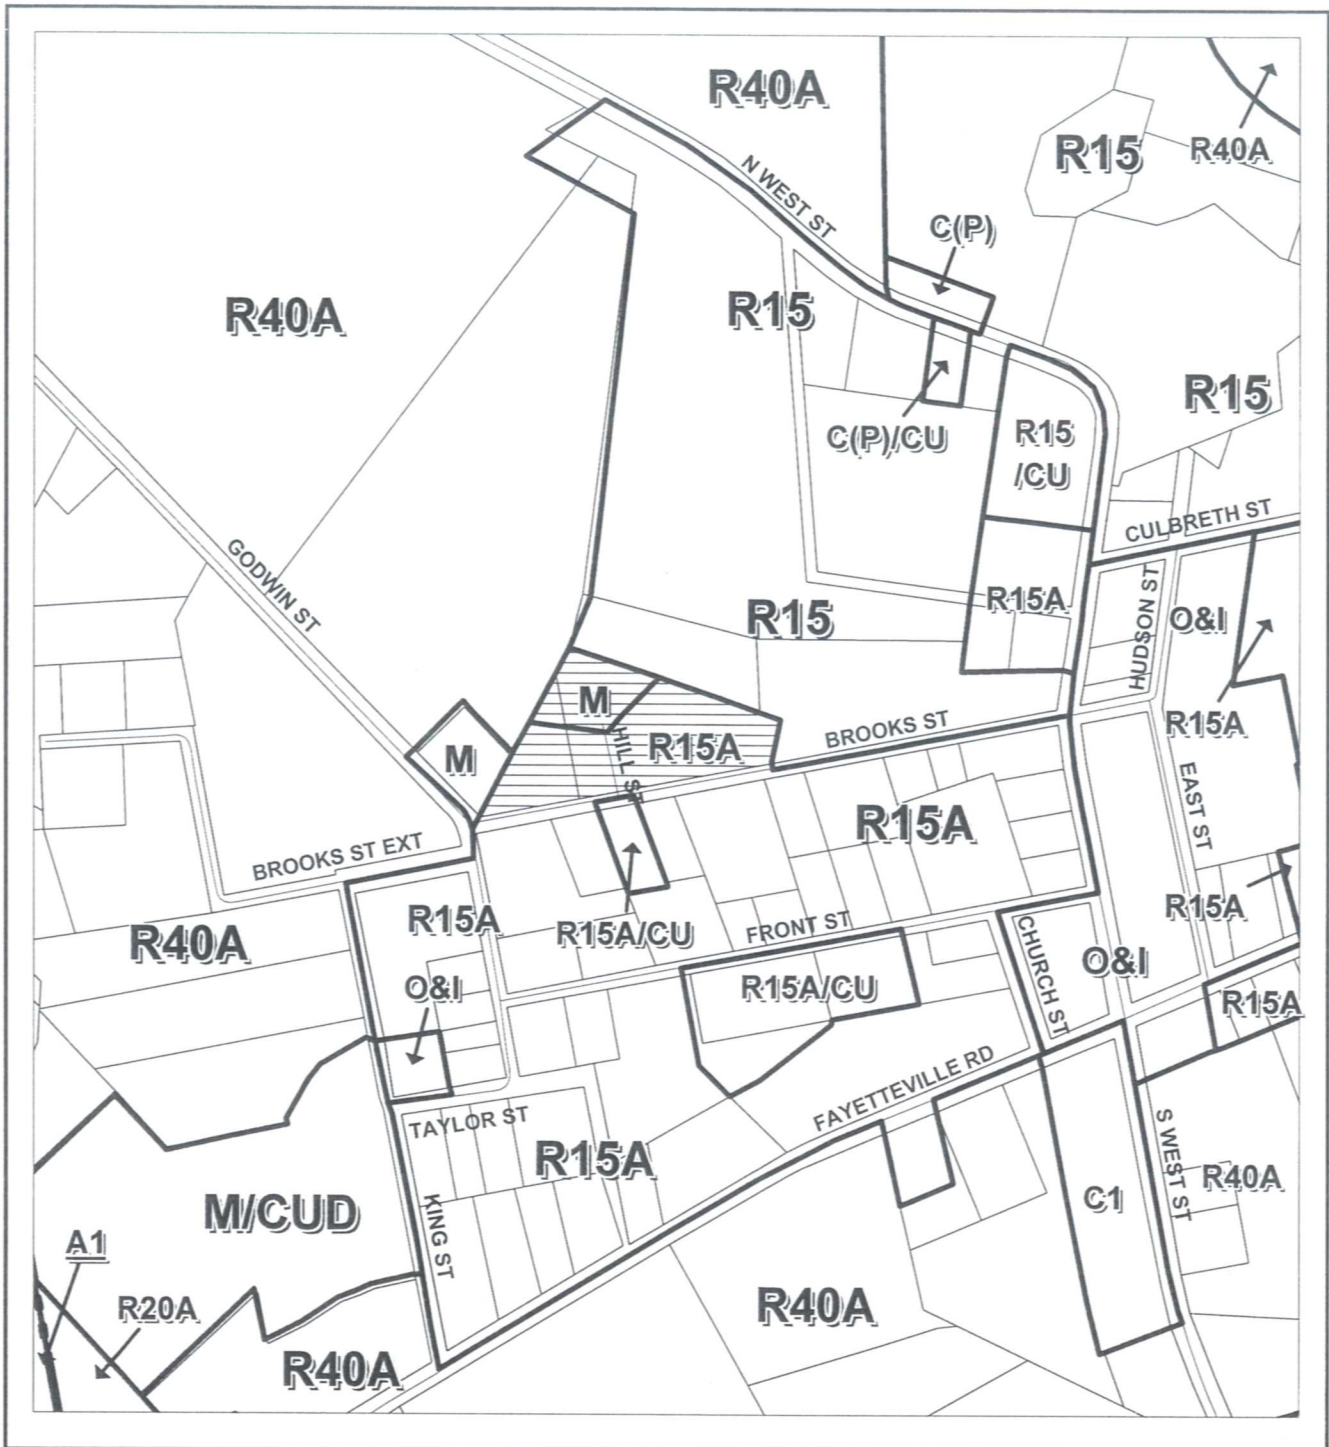 R40A
R15
R40A
N WEST ST
C(P)
R40A
R15
R15
C(P)/CU
R15
/CU
CULBRETH ST
GODWIN ST
R15A
R15
O&I
HUDSON ST
M
R15A
BROOKS ST
R15A
M
HILL ST
EAST ST
R15A
BROOKS ST EXT
R15A
R15A
R40A
R15A/CU
FRONT ST
CHURCH ST
O&I
O&I
R15A/CU
R15A
FAYETTEVILLE RD
TAYLOR ST
R15A
S WEST ST
R40A
M/CUD
KING ST
C1
A1
R20A
R40A
R40A